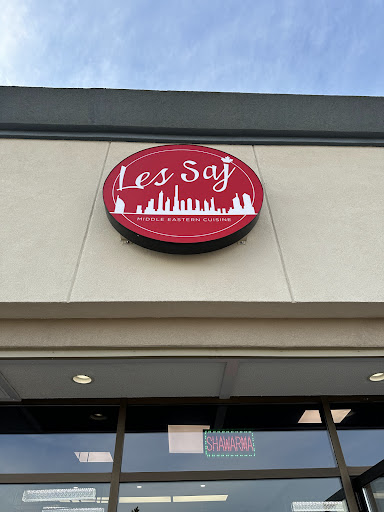 Les Saj
MIDDLE EASTERN CUISINE
SHAWARMA